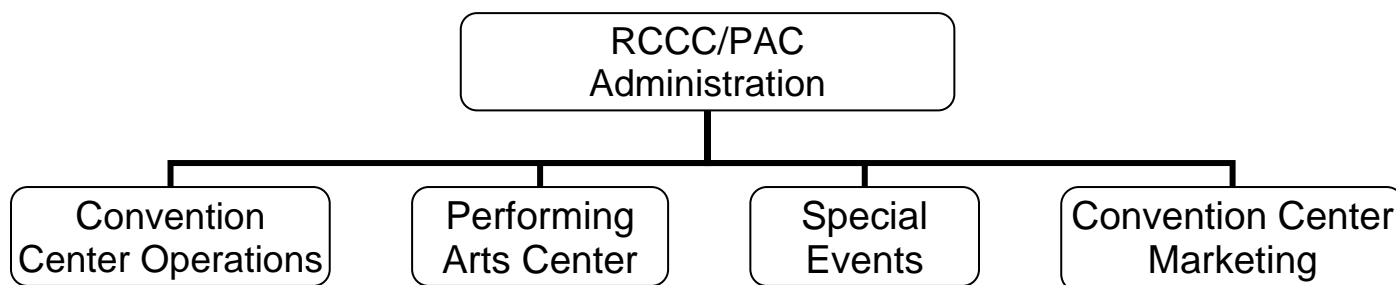 RCCC/PAC
Administration
Convention
Center Operations
Performing
Arts Center
Special
Events
Convention Center
Marketing